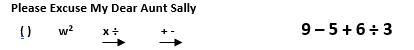 Please Excuse My Dear Aunt Sally
( ) w² x ÷ + - 9 – 5 + 6 ÷ 3